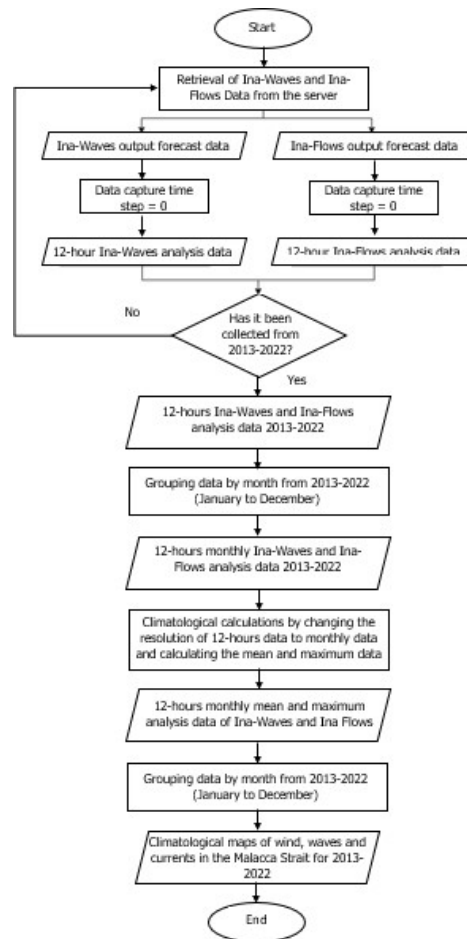 Start
Retrieval of Ina-Waves and Ina-
Flows Data from the server
Ina-Waves output forecast data
Ina-Flows output forecast data
Data capture time
step = 0
Data capture time
step = 0
12-hour Ina-Waves analysis data
12-hour Ina-Flows analysis data
No
Has it been
collected from
2013-2022?
Yes
12-hours Ina-Waves and Ina-Flows
analysis data 2013-2022
Grouping data by month from 2013-2022
(January to December)
12-hours monthly Ina-Waves and Ina-
Flows analysis data 2013-2022
Climatological calculations by changing the
resolution of 12-hours data to monthly data
and calculating the mean and maximum data
12-hours monthly mean and maximum
analysis data of Ina-Waves and Ina Flows
Grouping data by month from 2013-2022
(January to December)
Climatological maps of wind, waves and
currents in the Malacca Strait for 2013-
2022
End